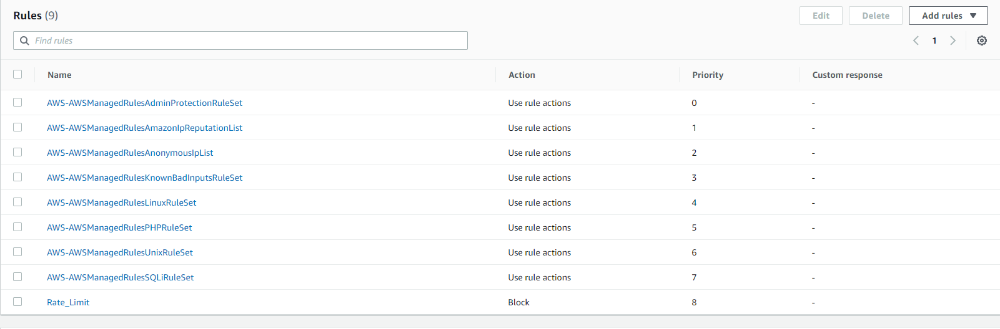 Rules (9)
Edit Delete Add rules
Find rules
1
Name Action Priority Custom response
AWS-AWSManagedRulesAdminProtectionRuleSet Use rule actions 0 -
AWS-AWSManagedRulesAmazonIpReputationList Use rule actions 1 -
AWS-AWSManagedRulesAnonymousIpList Use rule actions 2 -
AWS-AWSManagedRulesKnownBadInputsRuleSet Use rule actions 3 -
AWS-AWSManagedRulesLinuxRuleSet Use rule actions 4 -
AWS-AWSManagedRulesPHPRuleSet Use rule actions 5 -
AWS-AWSManagedRulesUnixRuleSet Use rule actions 6 -
AWS-AWSManagedRulesSQLiRuleSet Use rule actions 7 -
Rate_Limit Block 8 -